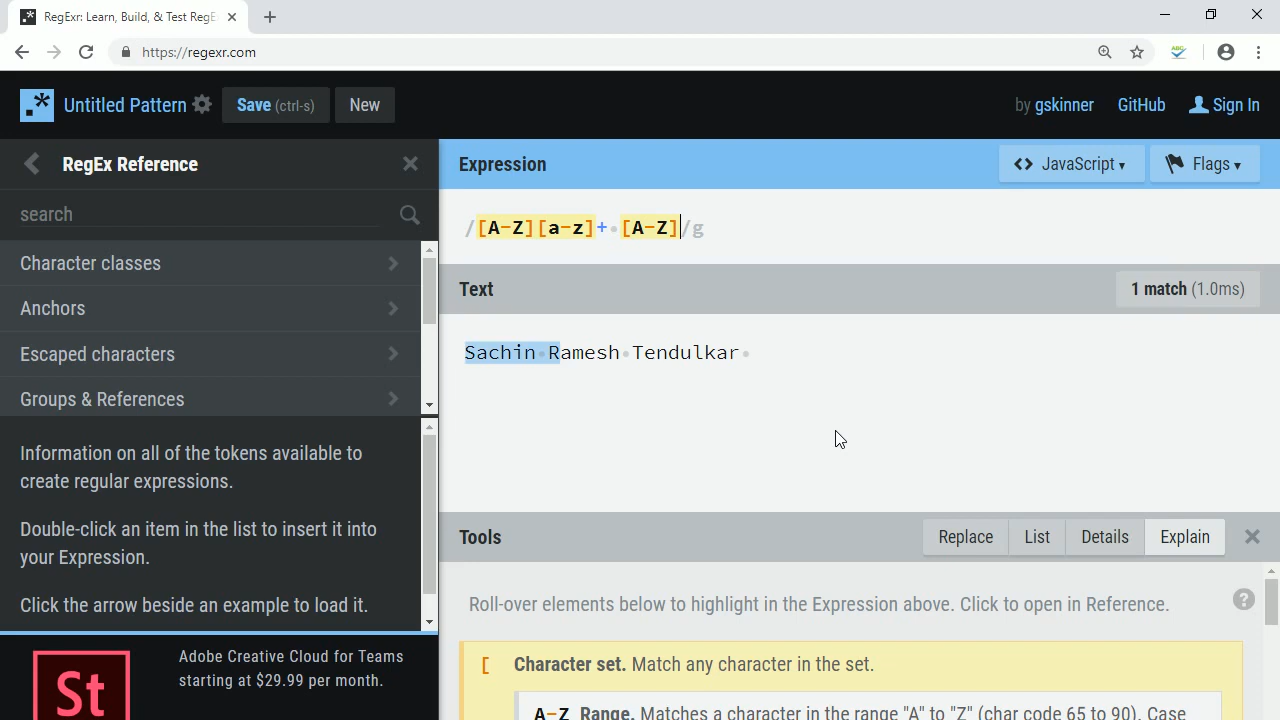 RegExr: Learn, Build, & Test RegE
https://regexr.com
ABC
.*
Untitled Pattern
Save (ctrl-s)
New
by gskinner
GitHub
Sign In
RegEx Reference
Expression
<> JavaScript ▾
Flags ▾
search
/[A-Z][a-z]+ [A-Z]/g
Character classes
Text
1 match (1.0ms)
Anchors
Sachin Ramesh Tendulkar
Escaped characters
Groups & References
Information on all of the tokens available to
create regular expressions.
Double-click an item in the list to insert it into
your Expression.
Click the arrow beside an example to load it.
Tools
Replace
List
Details
Explain
Roll-over elements below to highlight in the Expression above. Click to open in Reference.
?
[ Character set. Match any character in the set.
A-Z Range. Matches a character in the range "A" to "Z" (char code 65 to 90). Case
St
Adobe Creative Cloud for Teams
starting at $29.99 per month.